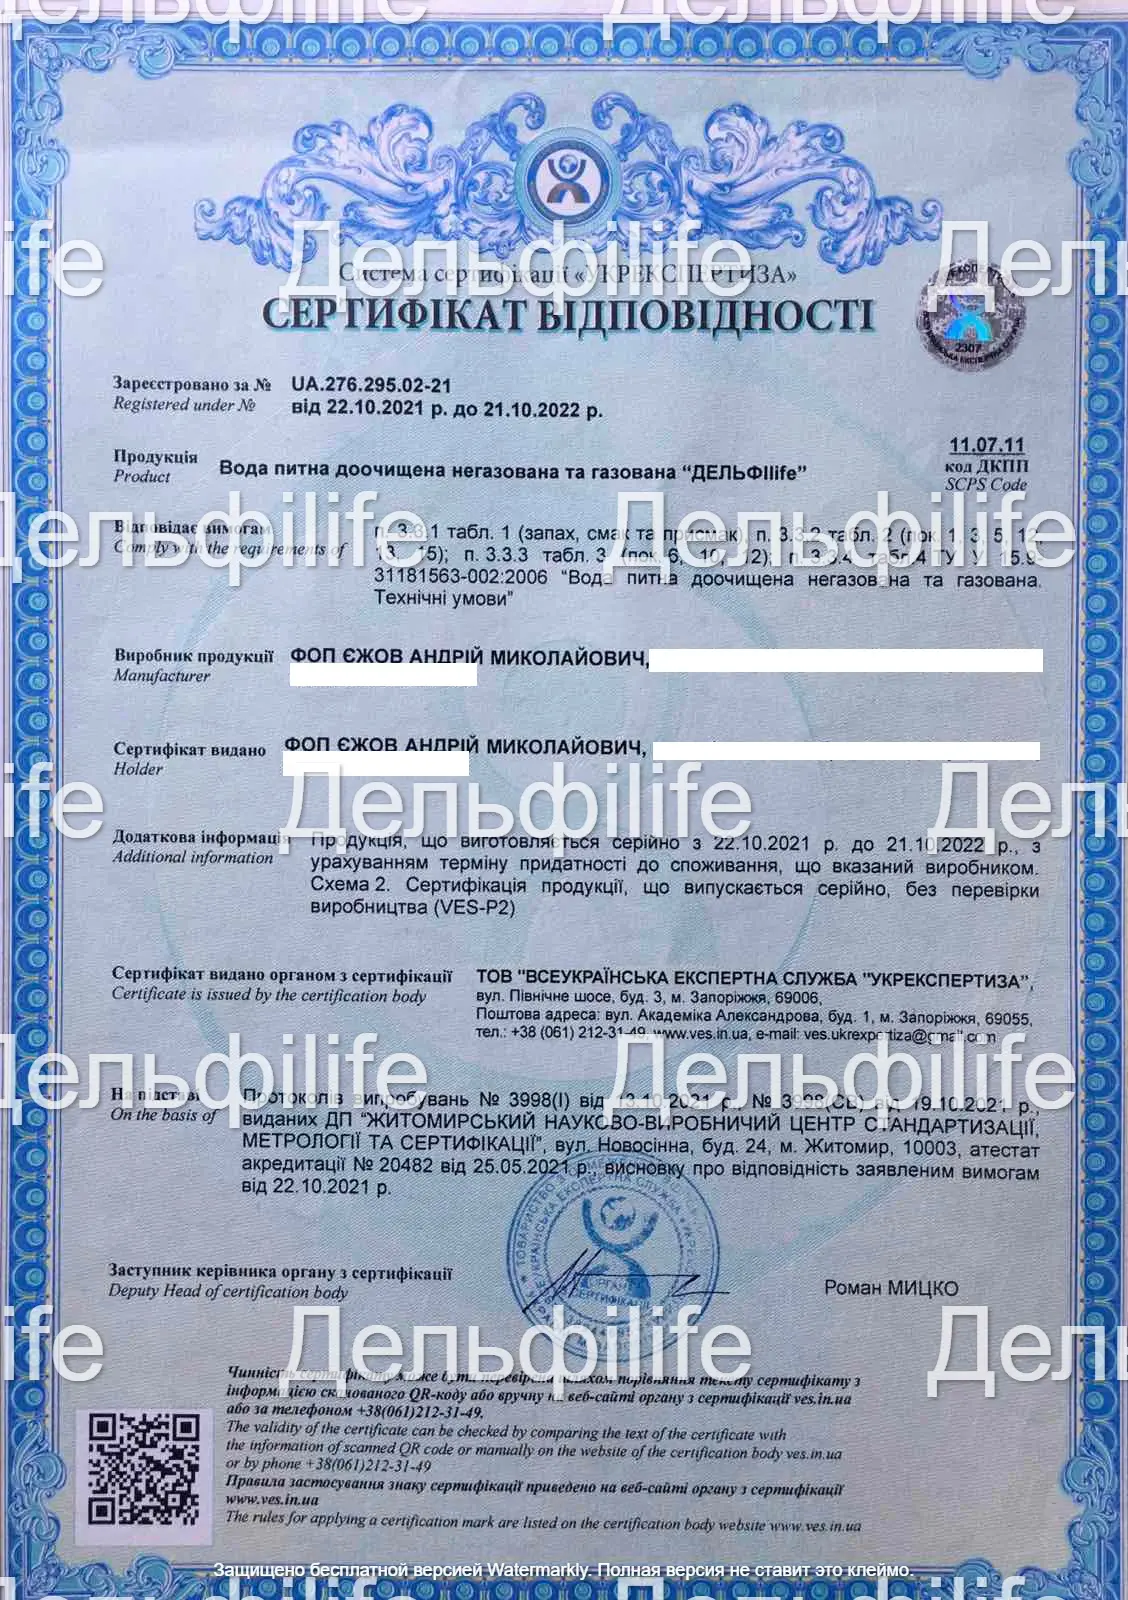 Система сертифікації «УКРЕКСПЕРТИЗА»
СЕРТИФІКАТ ВІДПОВІДНОСТІ
2307
Зареєстровано за № UA.276.295.02-21
Registered under № від 22.10.2021 р. до 21.10.2022 р.
11.07.11
Продукція Вода питна доочищена негазована та газована “ДЕЛЬФІlife” код ДКПП
Product SCPS Code
Відповідає вимогам п. 3.3.1 табл. 1 (запах, смак та присмак), п. 3.3.2 табл. 2 (пок. 1, 3, 5, 12,
Comply with the requirements of 13, 15); п. 3.3.3 табл. 3 (пок. 6, 10, 12); п. 3.3.4 табл.4 ТУ У 15.9-
31181563-002:2006 “Вода питна доочищена негазована та газована.
Технічні умови”
Виробник продукції ФОП ЄЖОВ АНДРІЙ МИКОЛАЙОВИЧ,
Manufacturer
Сертифікат видано ФОП ЄЖОВ АНДРІЙ МИКОЛАЙОВИЧ,
Holder
Додаткова інформація Продукція, що виготовляється серійно з 22.10.2021 р. до 21.10.2022 р., з
Additional information урахуванням терміну придатності до споживання, що вказаний виробником.
Схема 2. Сертифікація продукції, що випускається серійно, без перевірки
виробництва (VES-P2)
Сертифікат видано органом з сертифікації ТОВ "ВСЕУКРАЇНСЬКА ЕКСПЕРТНА СЛУЖБА "УКРЕКСПЕРТИЗА",
Certificate is issued by the certification body вул. Північне шосе, буд. 3, м. Запоріжжя, 69006,
Поштова адреса: вул. Академіка Александрова, буд. 1, м. Запоріжжя, 69055,
тел.: +38 (061) 212-31-49, www.ves.in.ua, e-mail: ves.ukrexpertiza@gmail.com
На підставі Протоколів випробувань № 3998(І) від 13.10.2021 р., № 3998(СЕ) від 19.10.2021 р.,
On the basis of виданих ДП “ЖИТОМИРСЬКИЙ НАУКОВО-ВИРОБНИЧИЙ ЦЕНТР СТАНДАРТИЗАЦІЇ,
МЕТРОЛОГІЇ ТА СЕРТИФІКАЦІЇ”, вул. Новосінна, буд. 24, м. Житомир, 10003, атестат
акредитації № 20482 від 25.05.2021 р., висновку про відповідність заявленим вимогам
від 22.10.2021 р.
Заступник керівника органу з сертифікації
Deputy Head of certification body
Роман МИЦКО
Чинність сертифікату може бути перевірена шляхом порівняння тексту сертифікату з
інформацією сканованого QR-коду або вручну на веб-сайті органу з сертифікації ves.in.ua
або за телефоном +38(061)212-31-49.
The validity of the certificate can be checked by comparing the text of the certificate with
the information of scanned QR code or manually on the website of the certification body ves.in.ua
or by phone +38(061)212-31-49
Правила застосування знаку сертифікації приведено на веб-сайті органу з сертифікації
www.ves.in.ua
The rules for applying a certification mark are listed on the certification body website www.ves.in.ua
Защищено бесплатной версией Watermarkly. Полная версия не ставит это клеймо.
Дельфіlife